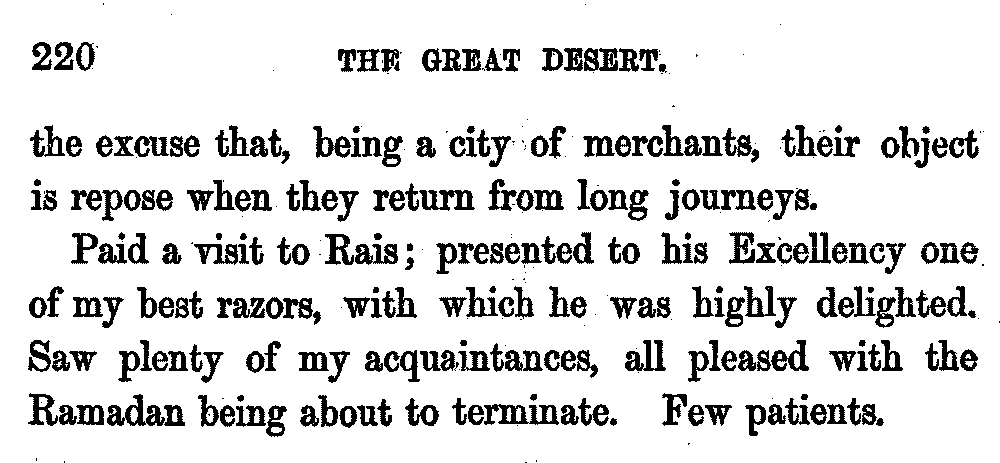 220 THE GREAT DESERT.
the excuse that, being a city of merchants, their object
is repose when they return from long journeys.
Paid a visit to Rais; presented to his Excellency one
of my best razors, with which he was highly delighted.
Saw plenty of my acquaintances, all pleased with the
Ramadan being about to terminate. Few patients.